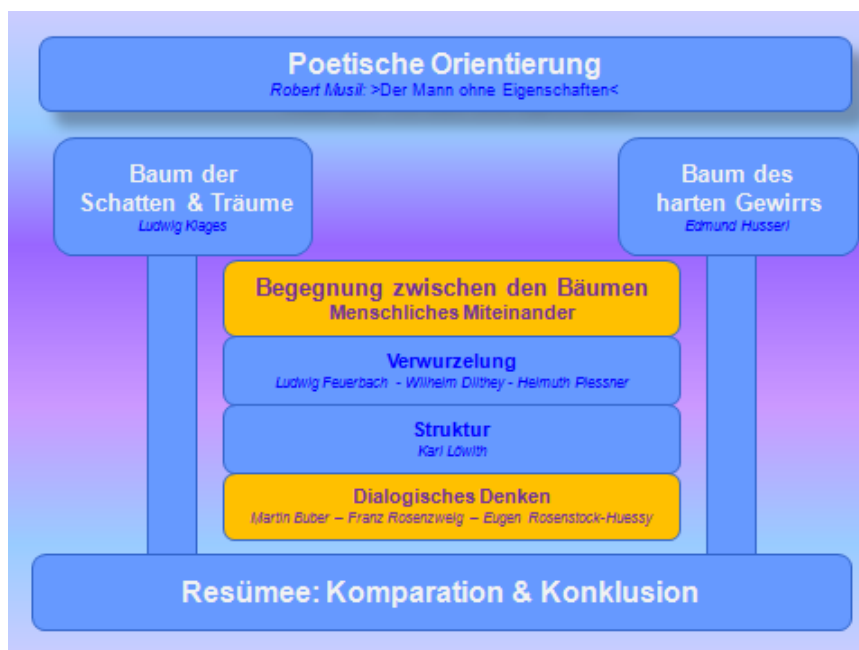 Poetische Orientierung
Robert Musil: >Der Mann ohne Eigenschaften<
Baum der
Schatten & Träume
Ludwig Klages
Baum des
harten Gewirrs
Edmund Husserl
Begegnung zwischen den Bäumen
Menschliches Miteinander
Verwurzelung
Ludwig Feuerbach - Wilhelm Dilthey - Helmuth Plessner
Struktur
Karl Löwith
Dialogisches Denken
Martin Buber – Franz Rosenzweig – Eugen Rosenstock-Huessy
Resümee: Komparation & Konklusion